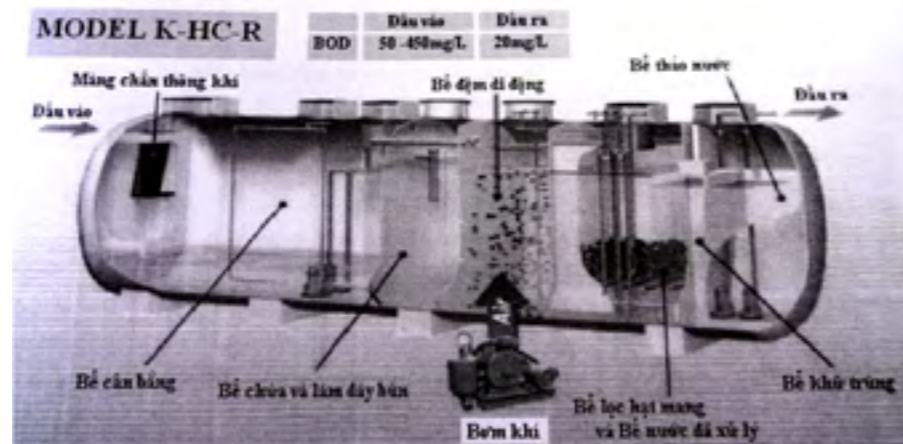 MODEL K-HC-R
Đầu vào Đầu ra
BOD 50 -450mg/L 20mg/L
Màng chắn thông khí
Bể đệm di động
Bể tháo nước
Đầu vào
Đầu ra
Air
Bể cân bằng
Bể chứa và làm dày bùn
Bơm khí
Bể lọc hạt mang
và Bể nước đã xử lý
Bể khử trùng